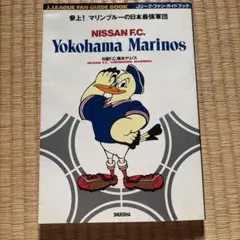 J.LEAGUE FAN GUIDE BOOK Jリーグ・ファン・ガイドブック
参上！マリンブルーの日本最強軍団
NISSAN F.C.
Yokohama Marinos
日産F.C.横浜マリノス
NISSAN F.C. YOKOHAMA MARINOS
SHUEISHA